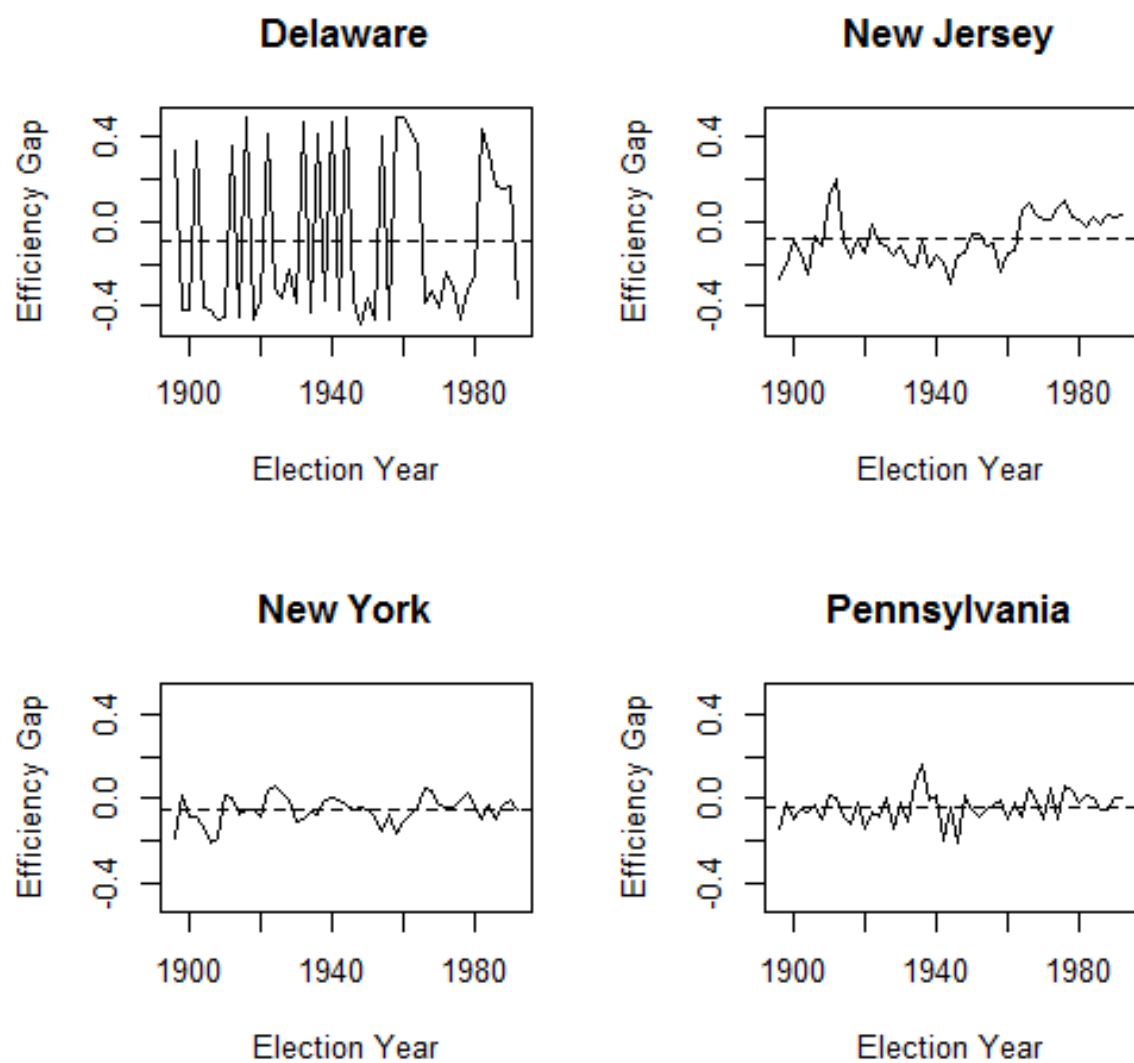 Delaware
Efficiency Gap
0.4
0.0
-0.4
1900 1940 1980
Election Year
New Jersey
Efficiency Gap
0.4
0.0
-0.4
1900 1940 1980
Election Year
New York
Efficiency Gap
0.4
0.0
-0.4
1900 1940 1980
Election Year
Pennsylvania
Efficiency Gap
0.4
0.0
-0.4
1900 1940 1980
Election Year